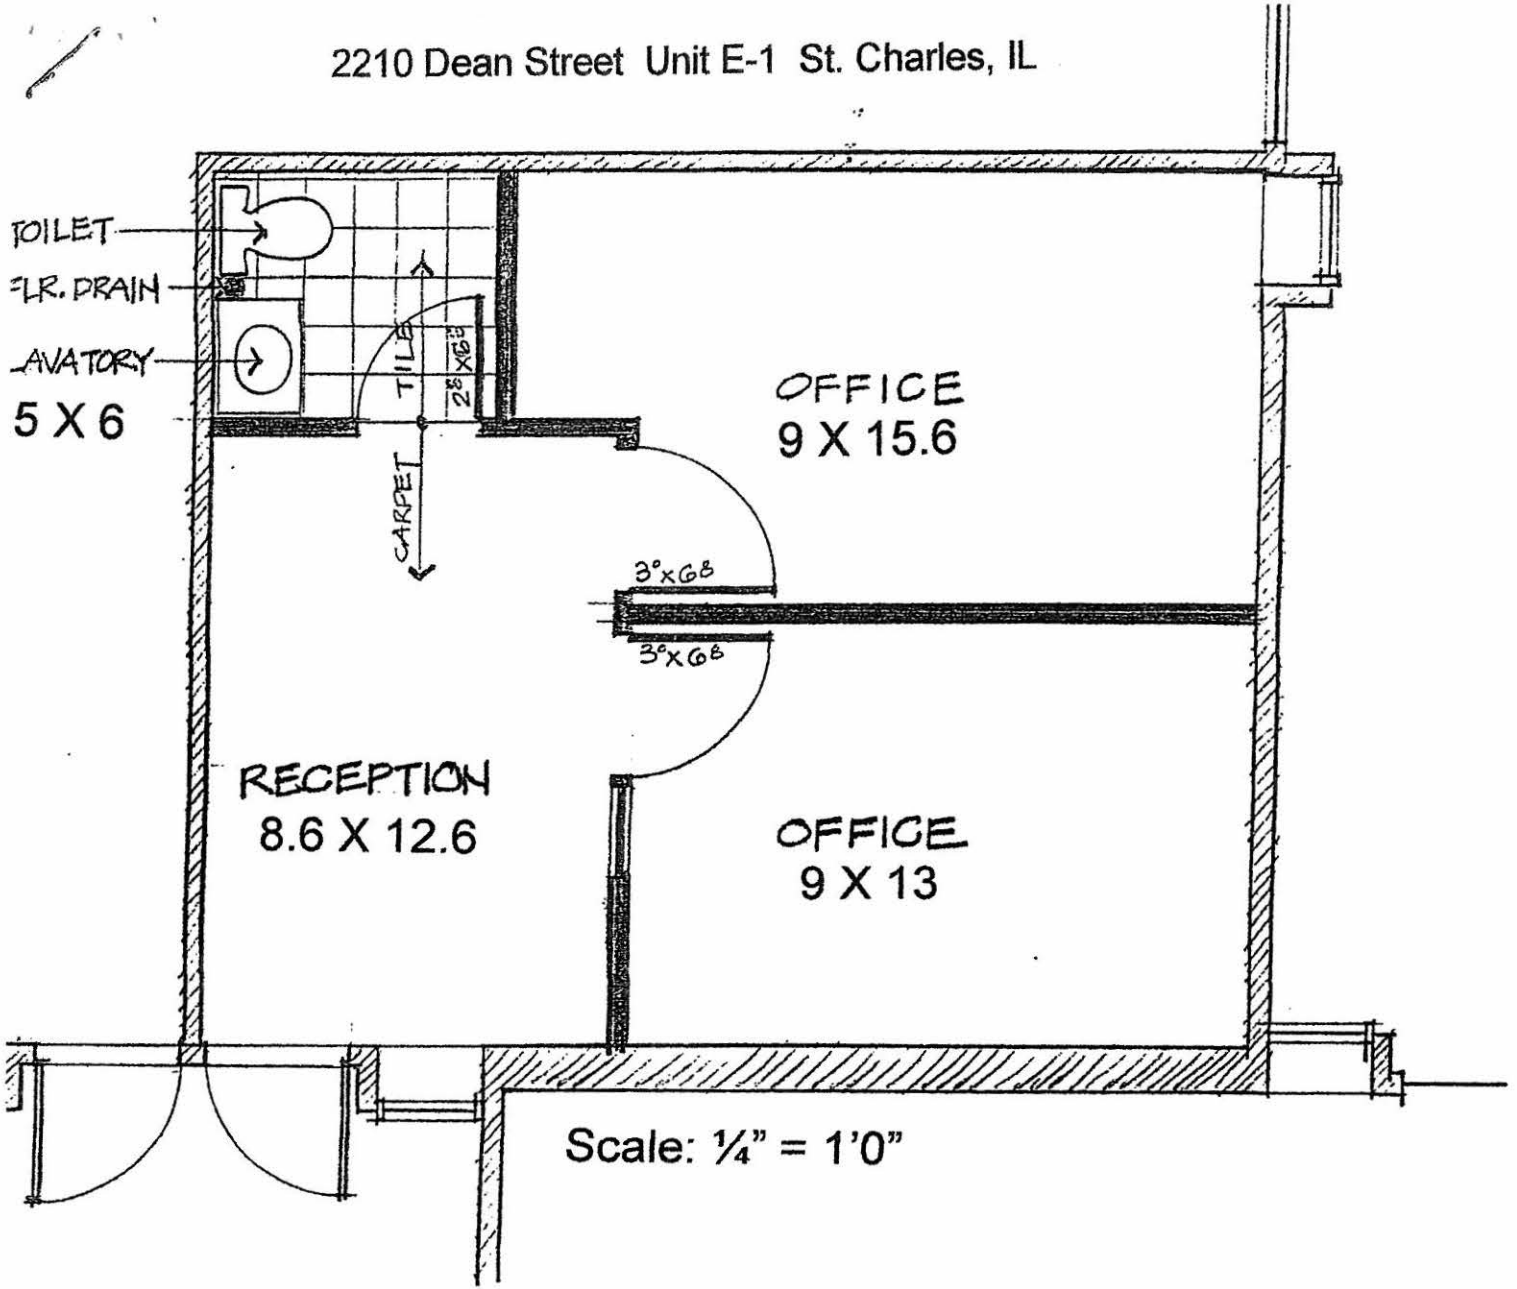 2210 Dean Street Unit E-1 St. Charles, IL
TOILET
FLR. DRAIN
LAVATORY
5 X 6
TILE
2⁸X6⁸
CARPET
OFFICE
9 X 15.6
3⁰X6⁸
3⁰X6⁸
RECEPTION
8.6 X 12.6
OFFICE
9 X 13
Scale: ¼” = 1’0”